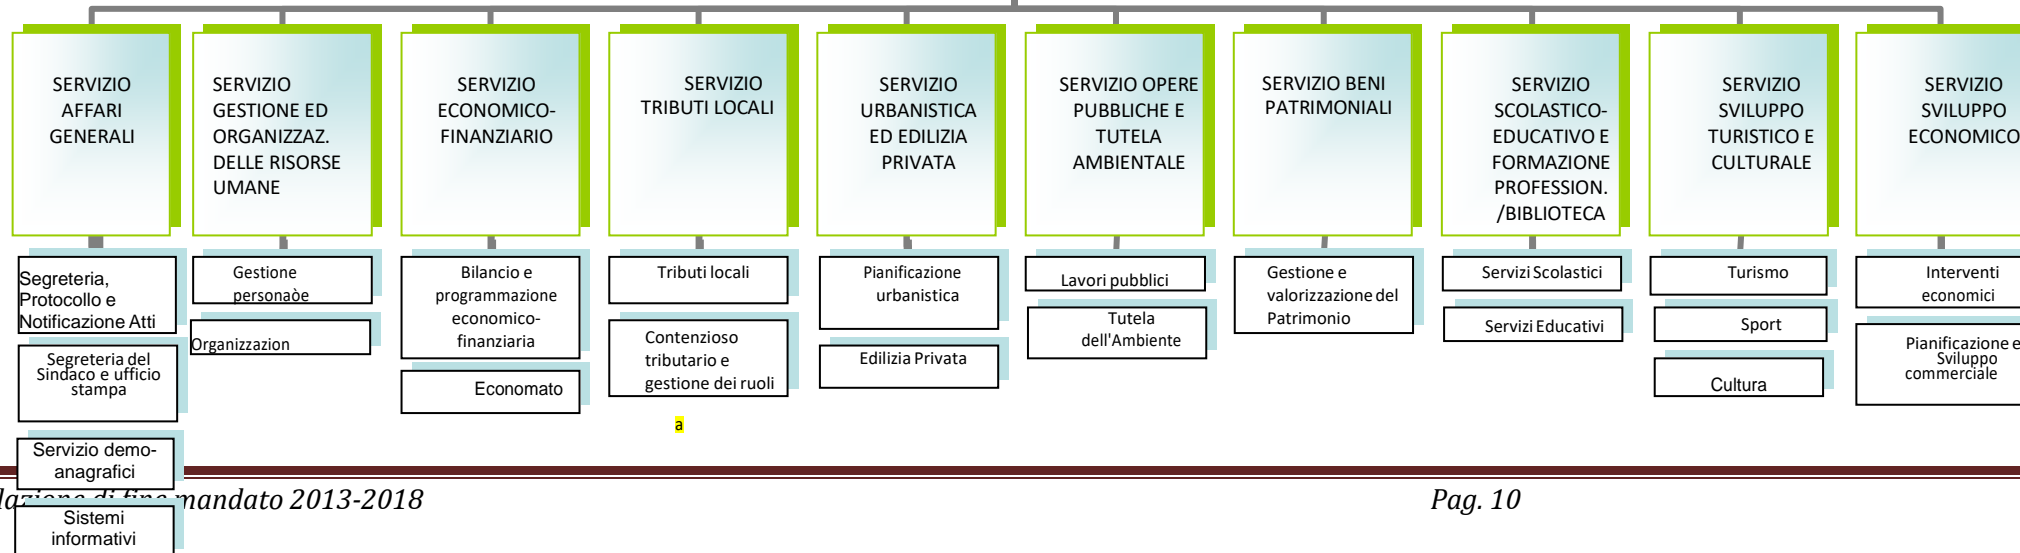 SERVIZIO
AFFARI
GENERALI
SERVIZIO
GESTIONE ED
ORGANIZZAZ.
DELLE RISORSE
UMANE
SERVIZIO
ECONOMICO-
FINANZIARIO
SERVIZIO
TRIBUTI LOCALI
SERVIZIO
URBANISTICA
ED EDILIZIA
PRIVATA
SERVIZIO OPERE
PUBBLICHE E
TUTELA
AMBIENTALE
SERVIZIO BENI
PATRIMONIALI
SERVIZIO
SCOLASTICO-
EDUCATIVO E
FORMAZIONE
PROFESSION.
/BIBLIOTECA
SERVIZIO
SVILUPPO
TURISTICO E
CULTURALE
SERVIZIO
SVILUPPO
ECONOMICO
Segreteria,
Protocollo e
Notificazione Atti
Segreteria del
Sindaco e ufficio
stampa
Servizio demo-
anagrafici
Sistemi
informativi
Gestione
personaòe
Organizzazion
Bilancio e
programmazione
economico-
finanziaria
Economato
Tributi locali
Contenzioso
tributario e
gestione dei ruoli
a
Pianificazione
urbanistica
Edilizia Privata
Lavori pubblici
Tutela
dell'Ambiente
Gestione e
valorizzazione del
Patrimonio
Servizi Scolastici
Servizi Educativi
Turismo
Sport
Cultura
Interventi
economici
Pianificazione e
Sviluppo
commerciale
lazione di fine mandato 2013-2018
Pag. 10